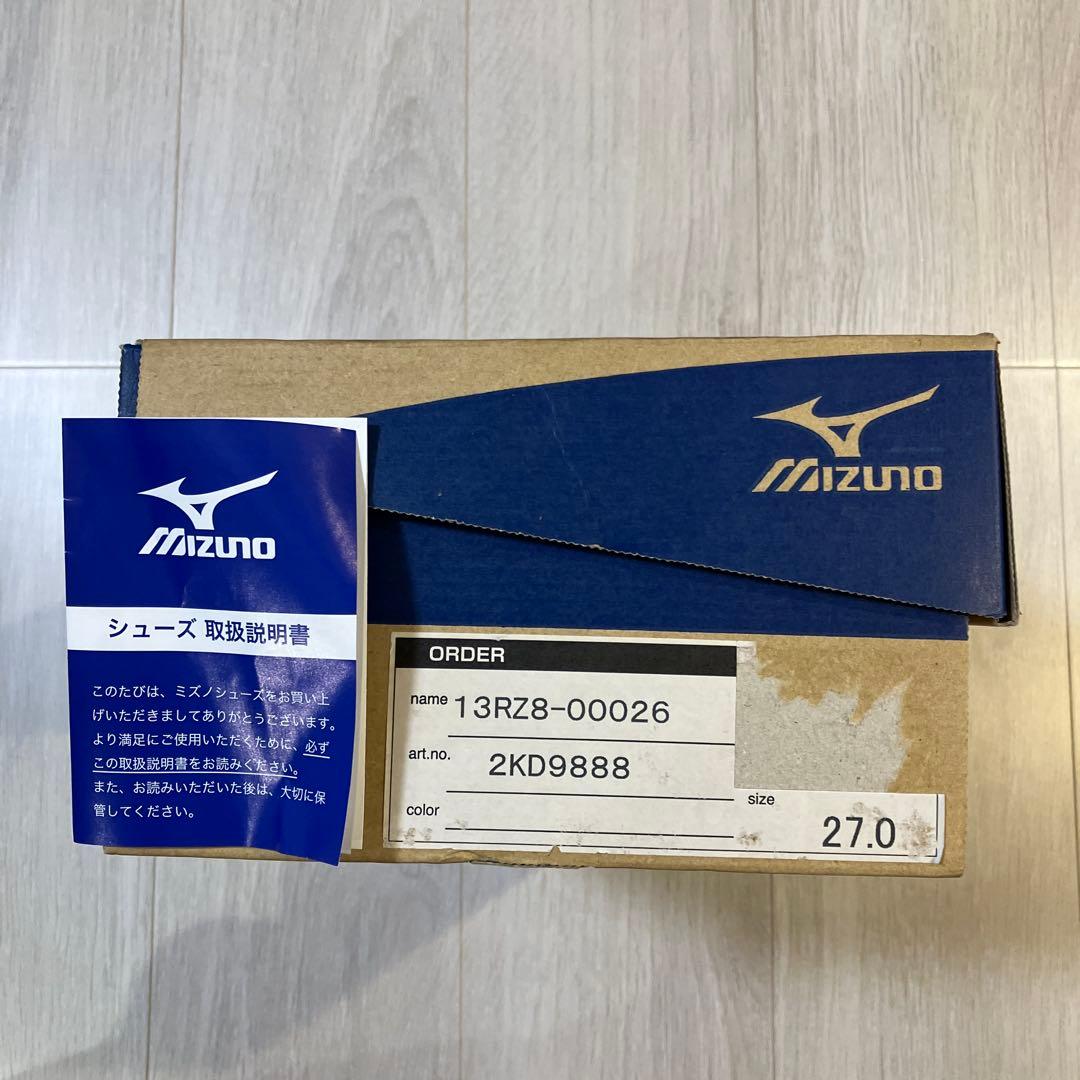 MIZUNO
MIZUNO
シューズ 取扱説明書
このたびは、ミズノシューズをお買い上
げいただきましてありがとうございます。
より満足にご使用いただくために、必ず
この取扱説明書をお読みください。
また、お読みいただいた後は、大切に保
管してください。
ORDER
name 13RZ8-00026
art.no. 2KD9888
color
size
27.0